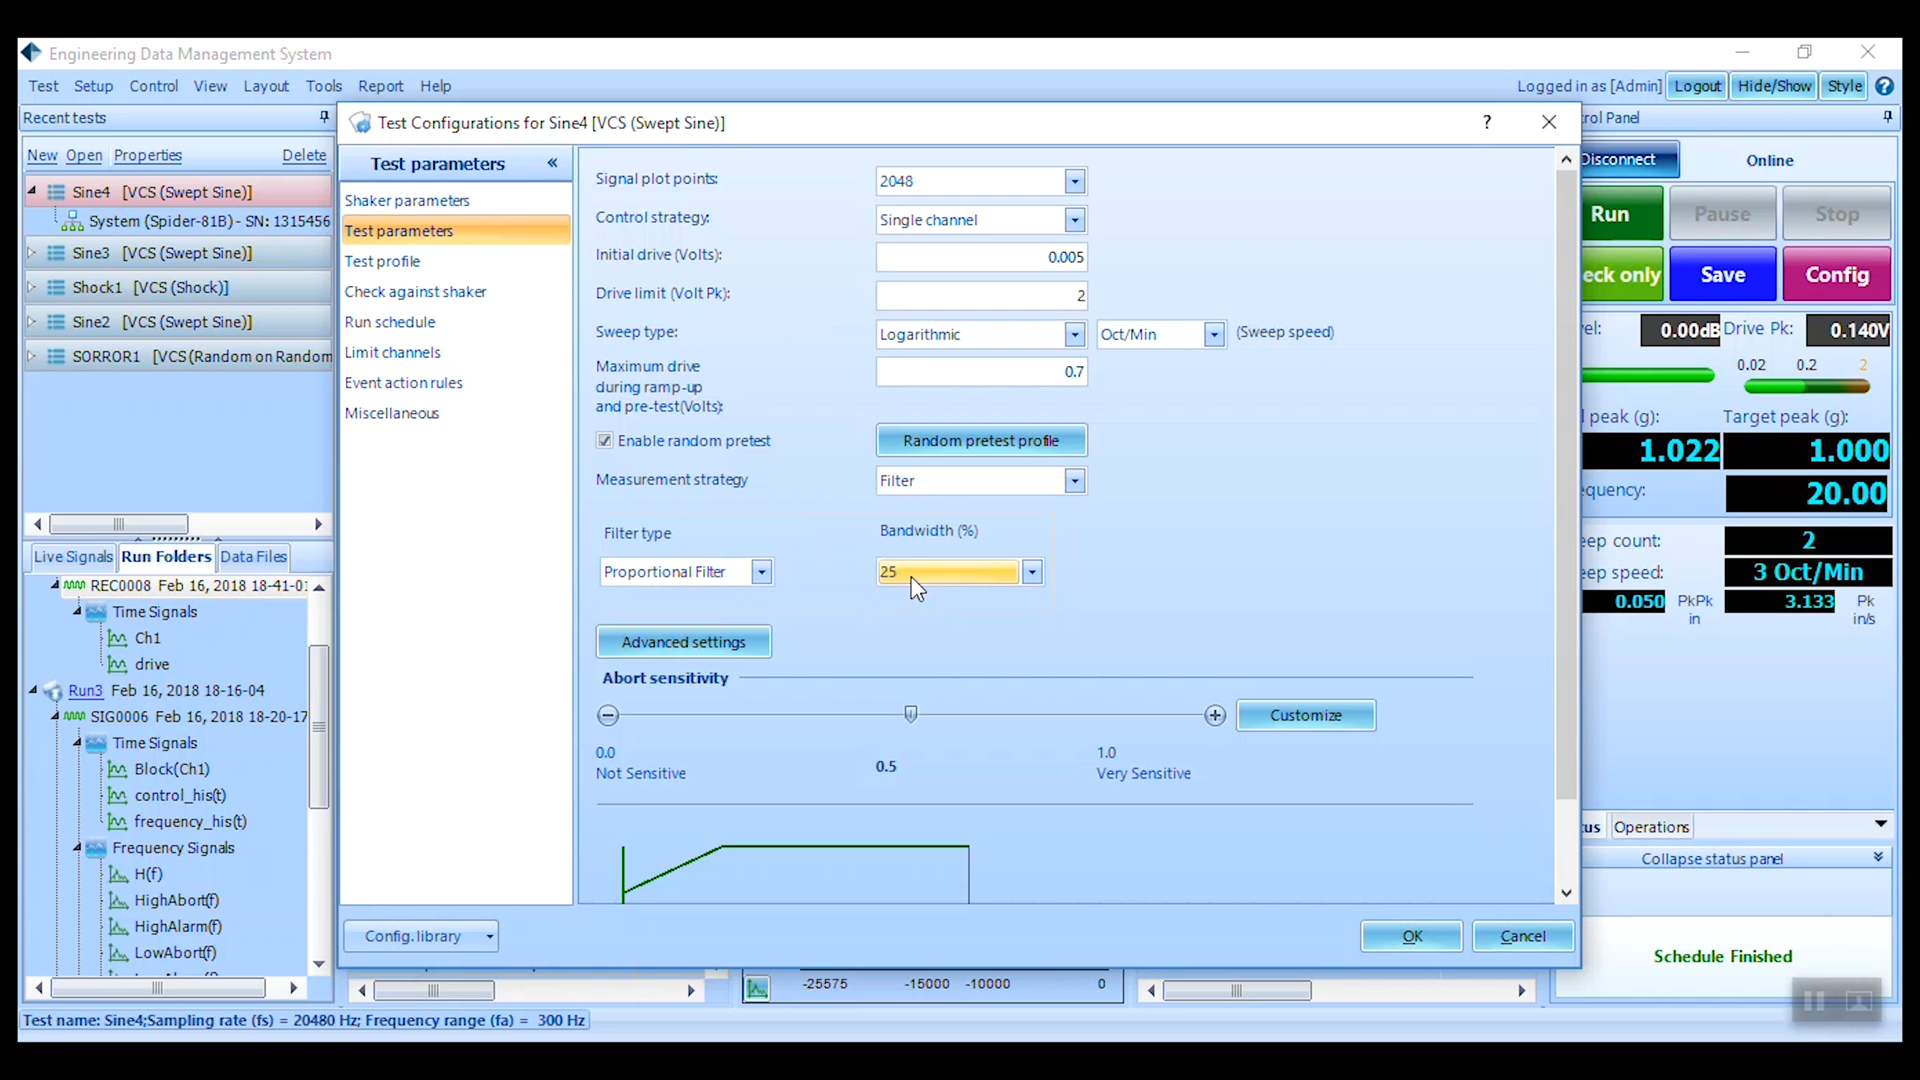 Engineering Data Management System
Test Setup Control View Layout Tools Report Help
Logged in as [Admin] Logout Hide/Show Style ?
Recent tests
New Open Properties Delete
Sine4 [VCS (Swept Sine)]
System (Spider-81B) - SN: 1315456
Sine3 [VCS (Swept Sine)]
Shock1 [VCS (Shock)]
Sine2 [VCS (Swept Sine)]
SORROR1 [VCS(Random on Random
Live Signals Run Folders Data Files
REC0008 Feb 16, 2018 18-41-01
Time Signals
Ch1
drive
Run3 Feb 16, 2018 18-16-04
SIG0006 Feb 16, 2018 18-20-17
Time Signals
Block(Ch1)
control_his(t)
frequency_his(t)
Frequency Signals
H(f)
HighAbort(f)
HighAlarm(f)
LowAbort(f)
Test Configurations for Sine4 [VCS (Swept Sine)]
?
Test parameters «
Shaker parameters
Test parameters
Test profile
Check against shaker
Run schedule
Limit channels
Event action rules
Miscellaneous
Signal plot points: 2048
Control strategy: Single channel
Initial drive (Volts): 0.005
Drive limit (Volt Pk): 2
Sweep type: Logarithmic Oct/Min (Sweep speed)
Maximum drive
during ramp-up
and pre-test(Volts):
0.7
Enable random pretest Random pretest profile
Measurement strategy Filter
Filter type Bandwidth (%)
Proportional Filter 25
Advanced settings
Abort sensitivity
Customize
0.0 0.5 1.0
Not Sensitive Very Sensitive
Config. library OK Cancel
-25575 -15000 -10000 0
rol Panel
Disconnect Online
Run Pause Stop
eck only Save Config
vel: 0.00dB Drive Pk: 0.140V
0.02 0.2 2
l peak (g): Target peak (g):
1.022 1.000
equency: 20.00
eep count: 2
eep speed: 3 Oct/Min
0.050 PkPk in 3.133 Pk in/s
tus Operations
Collapse status panel
Schedule Finished
Test name: Sine4;Sampling rate (fs) = 20480 Hz; Frequency range (fa) = 300 Hz